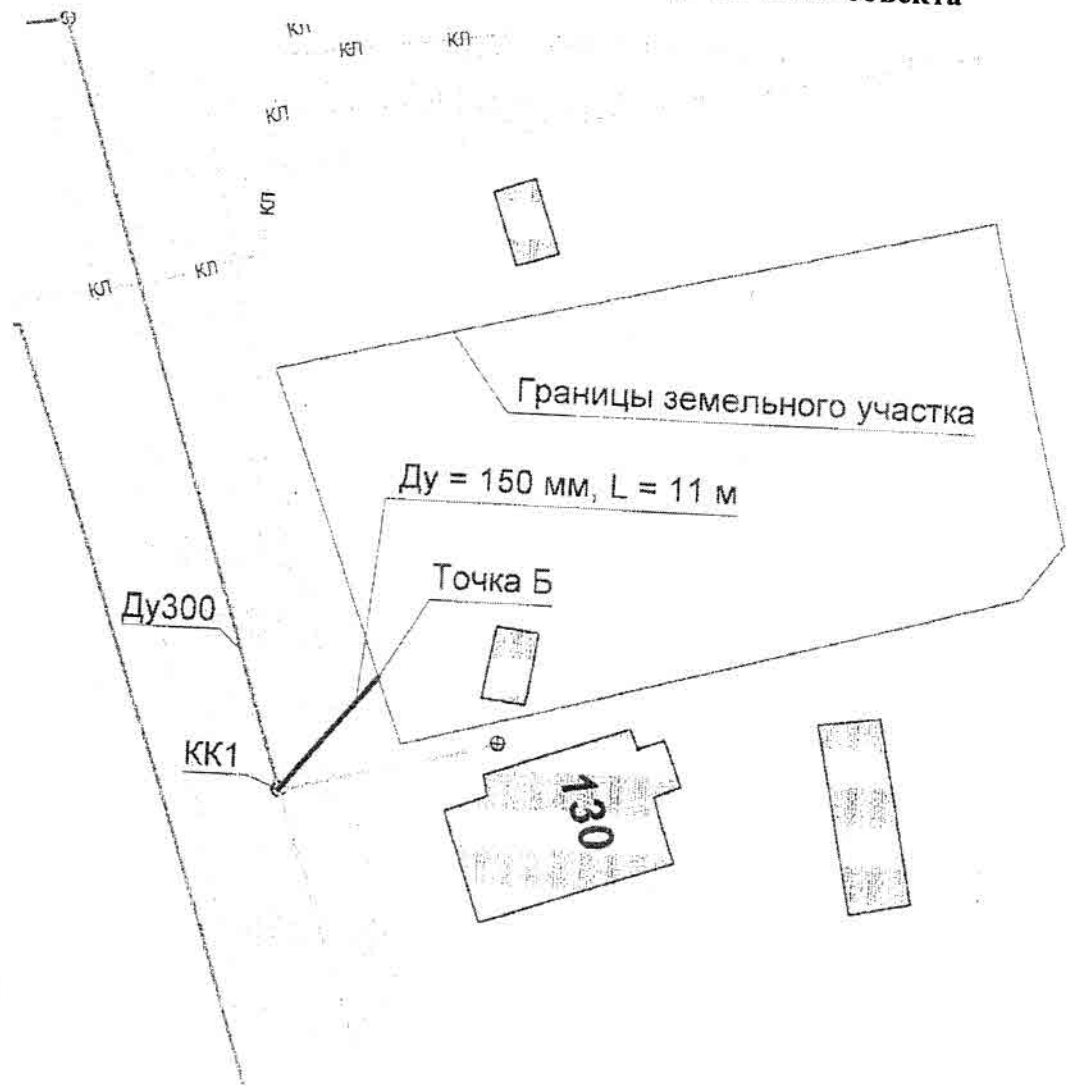 КЛ
КЛ
КЛ
КЛ
КЛ
КЛ
КЛ
Границы земельного участка
Ду = 150 мм, L = 11 м
Точка Б
Ду300
КК1
130